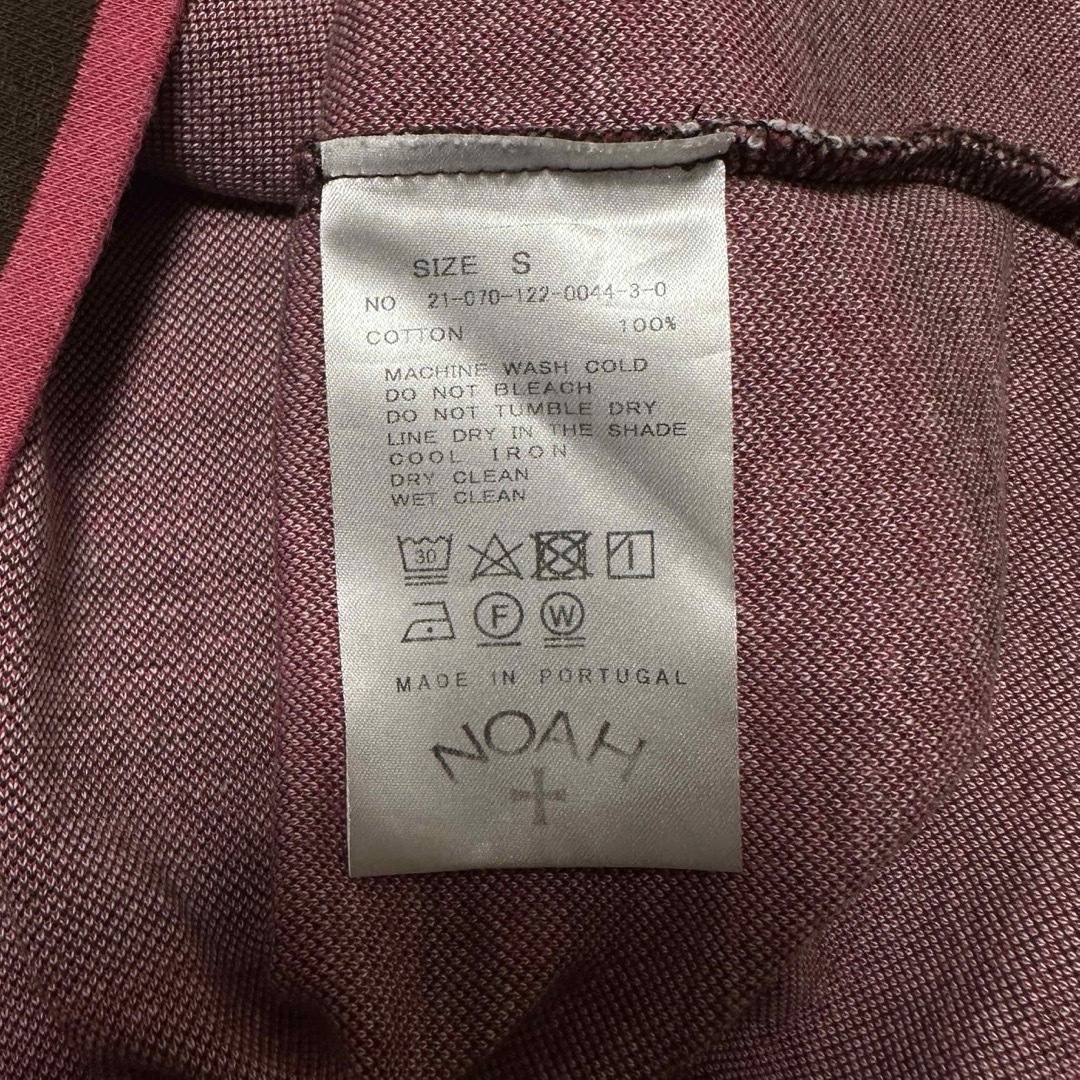 SIZE S
NO 21-070-122-0044-3-0
COTTON 100%
MACHINE WASH COLD
DO NOT BLEACH
DO NOT TUMBLE DRY
LINE DRY IN THE SHADE
COOL IRON
DRY CLEAN
WET CLEAN
30
F W
MADE IN PORTUGAL
NOAH